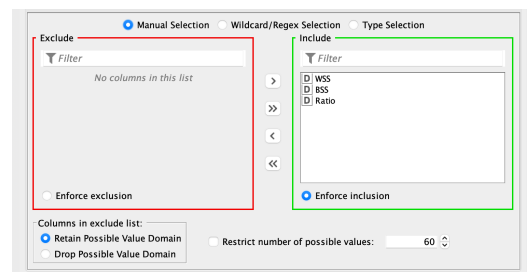 Manual Selection Wildcard/Regex Selection Type Selection
Exclude
Filter
No columns in this list
Enforce exclusion
>
»
<
«
Include
Filter
D WSS
D BSS
D Ratio
Enforce inclusion
Columns in exclude list:
Retain Possible Value Domain
Drop Possible Value Domain
Restrict number of possible values: 60